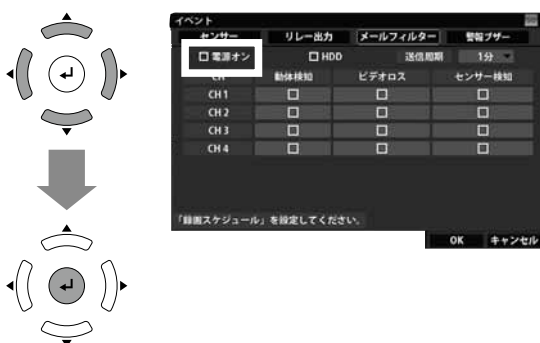 イベント
センサー リレー出力 メールフィルター 警報ブザー
電源オン HDD 送信周期 1分
CH 動体検知 ビデオロス センサー検知
CH 1
CH 2
CH 3
CH 4
「録画スケジュール」を設定してください。
OK キャンセル